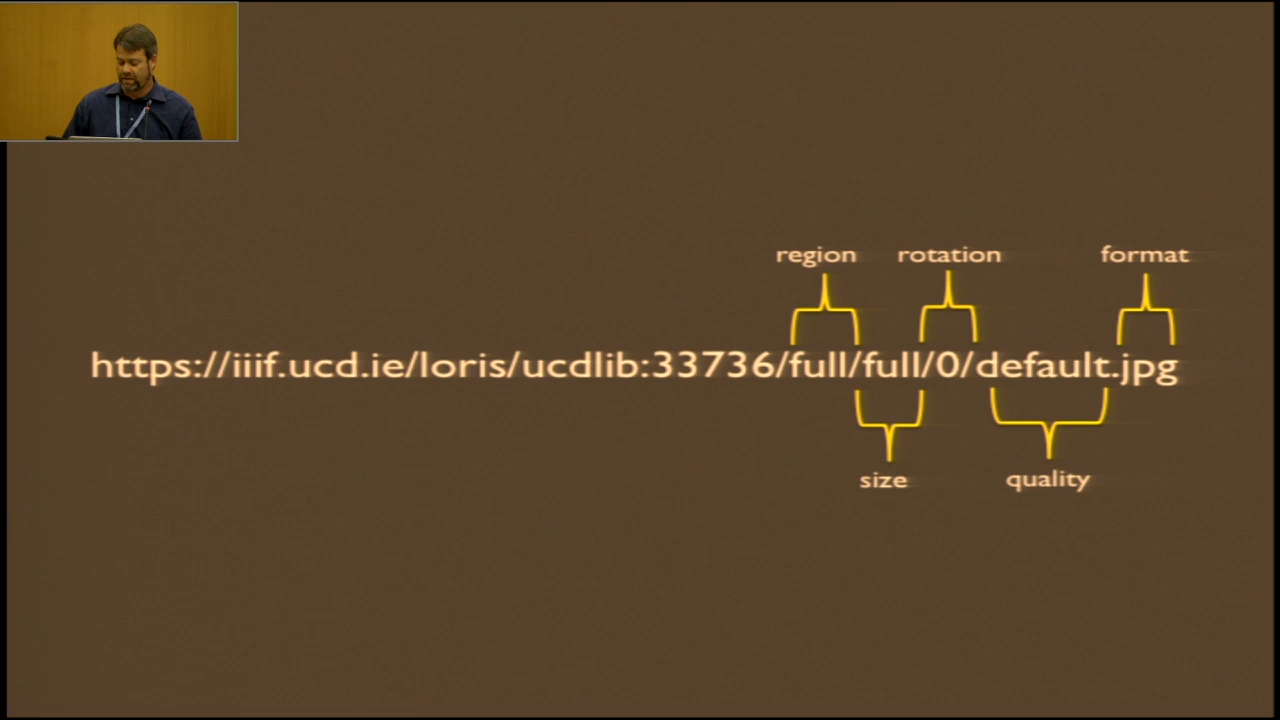 region rotation format
https://iiif.ucd.ie/loris/ucdlib:33736/full/full/0/default.jpg
size quality